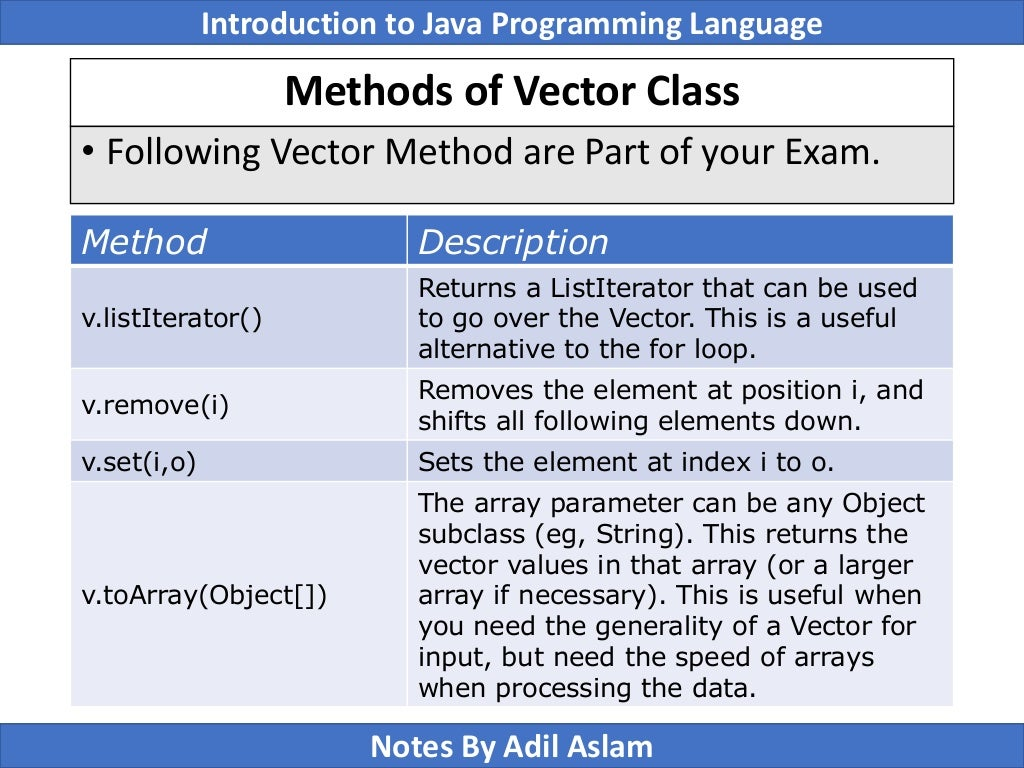 Introduction to Java Programming Language
Methods of Vector Class
• Following Vector Method are Part of your Exam.
Method
Description
v.listIterator()
Returns a ListIterator that can be used
to go over the Vector. This is a useful
alternative to the for loop.
v.remove(i)
Removes the element at position i, and
shifts all following elements down.
v.set(i,o)
Sets the element at index i to o.
v.toArray(Object[])
The array parameter can be any Object
subclass (eg, String). This returns the
vector values in that array (or a larger
array if necessary). This is useful when
you need the generality of a Vector for
input, but need the speed of arrays
when processing the data.
Notes By Adil Aslam